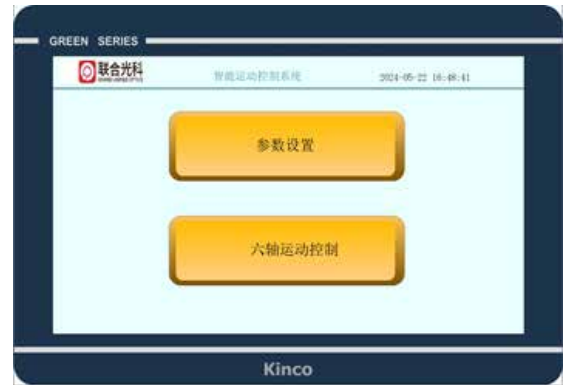 GREEN SERIES
联合光科
智能运动控制系统
2024-05-22 16:48:41
参数设置
六轴运动控制
Kinco